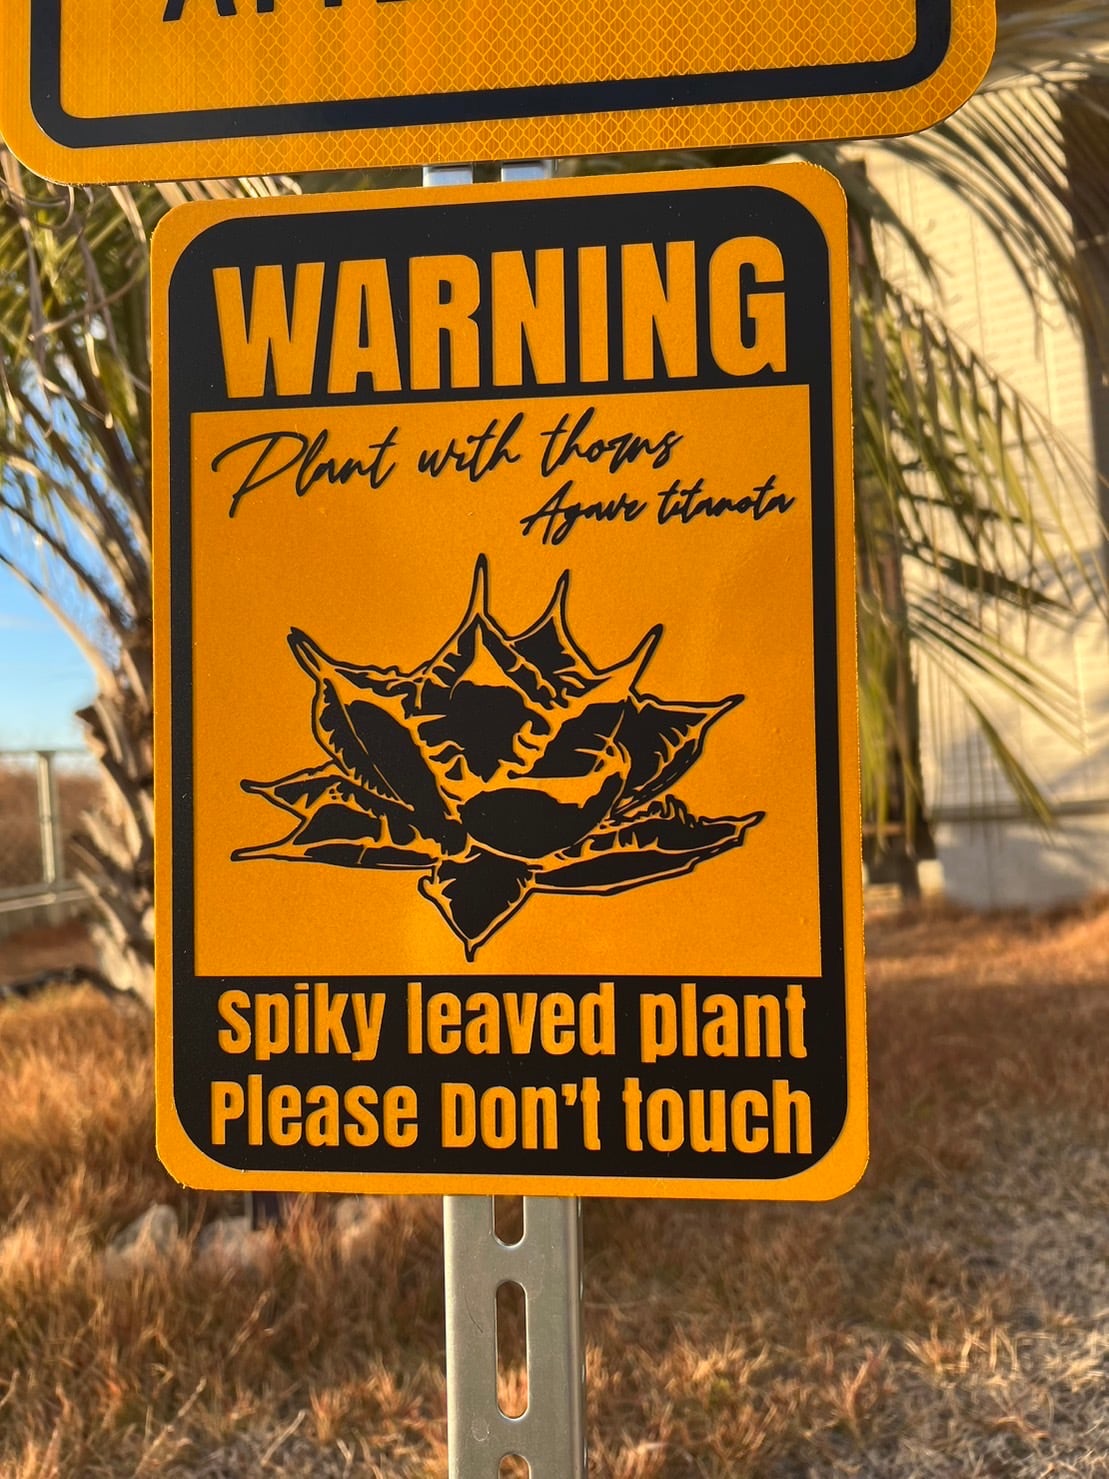 WARNING
Plant with thorns
Agave titanota
Spiky leaved plant
Please Don't touch